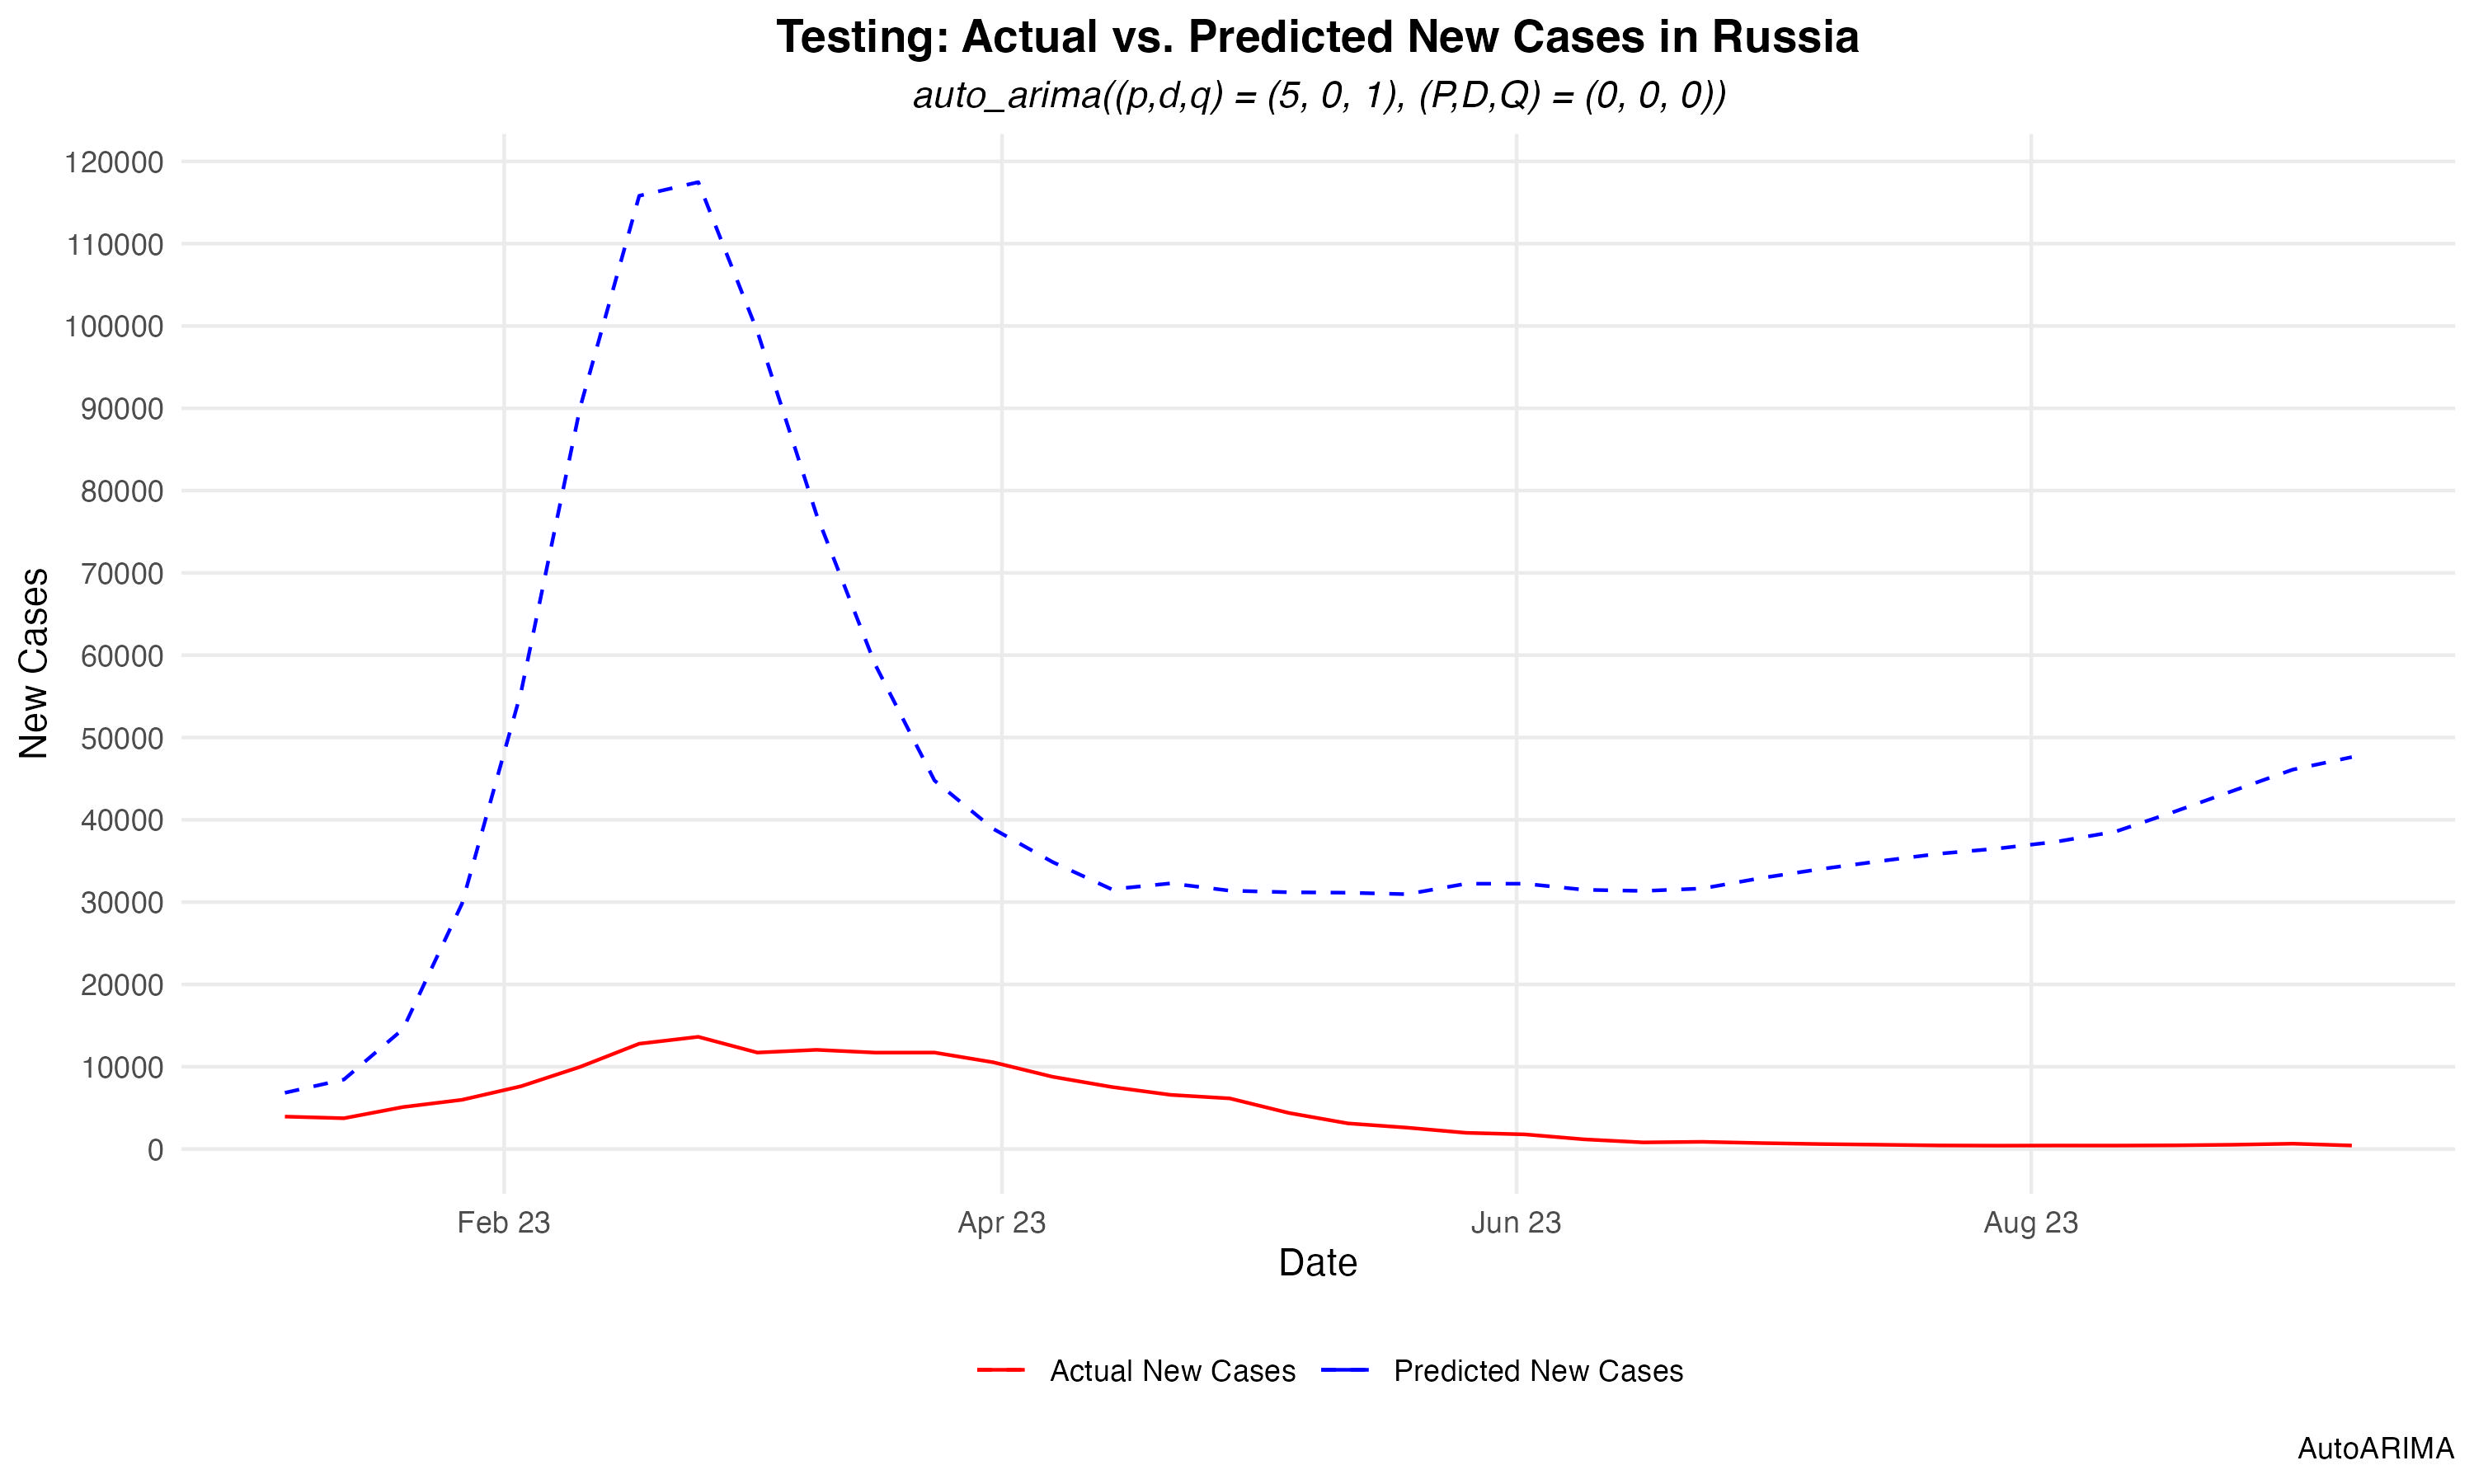 Testing: Actual vs. Predicted New Cases in Russia
auto_arima((p,d,q) = (5, 0, 1), (P,D,Q) = (0, 0, 0))
120000
110000
100000
90000
80000
70000
60000
50000
40000
30000
20000
10000
0
New Cases
Feb 23 Apr 23 Jun 23 Aug 23
Date
Actual New Cases Predicted New Cases
AutoARIMA